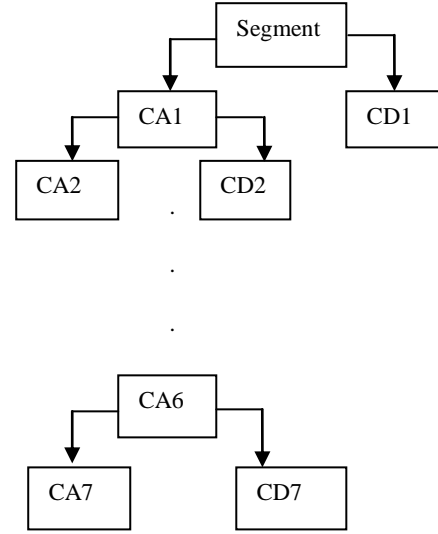 Segment
CA1 CD1
CA2 CD2
.
.
.
CA6
CA7 CD7